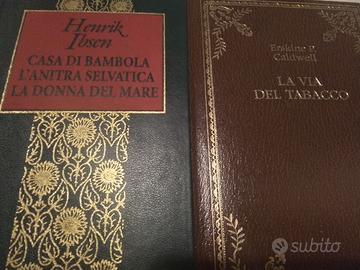 Henrik
Ibsen
CASA DI BAMBOLA
L'ANITRA SELVATICA
LA DONNA DEL MARE
Erskine P.
Caldwell
LA VIA
DEL TABACCO
subito